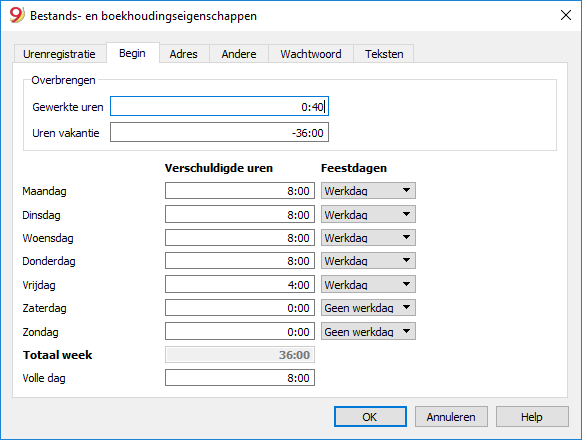 9 Bestands- en boekhoudingseigenschappen
Urenregistratie Begin Adres Andere Wachtwoord Teksten
Overbrengen
Gewerkte uren 0:40
Uren vakantie -36:00
Verschuldigde uren Feestdagen
Maandag 8:00 Werkdag
Dinsdag 8:00 Werkdag
Woensdag 8:00 Werkdag
Donderdag 8:00 Werkdag
Vrijdag 4:00 Werkdag
Zaterdag 0:00 Geen werkdag
Zondag 0:00 Geen werkdag
Totaal week 36:00
Volle dag 8:00
OK Annuleren Help